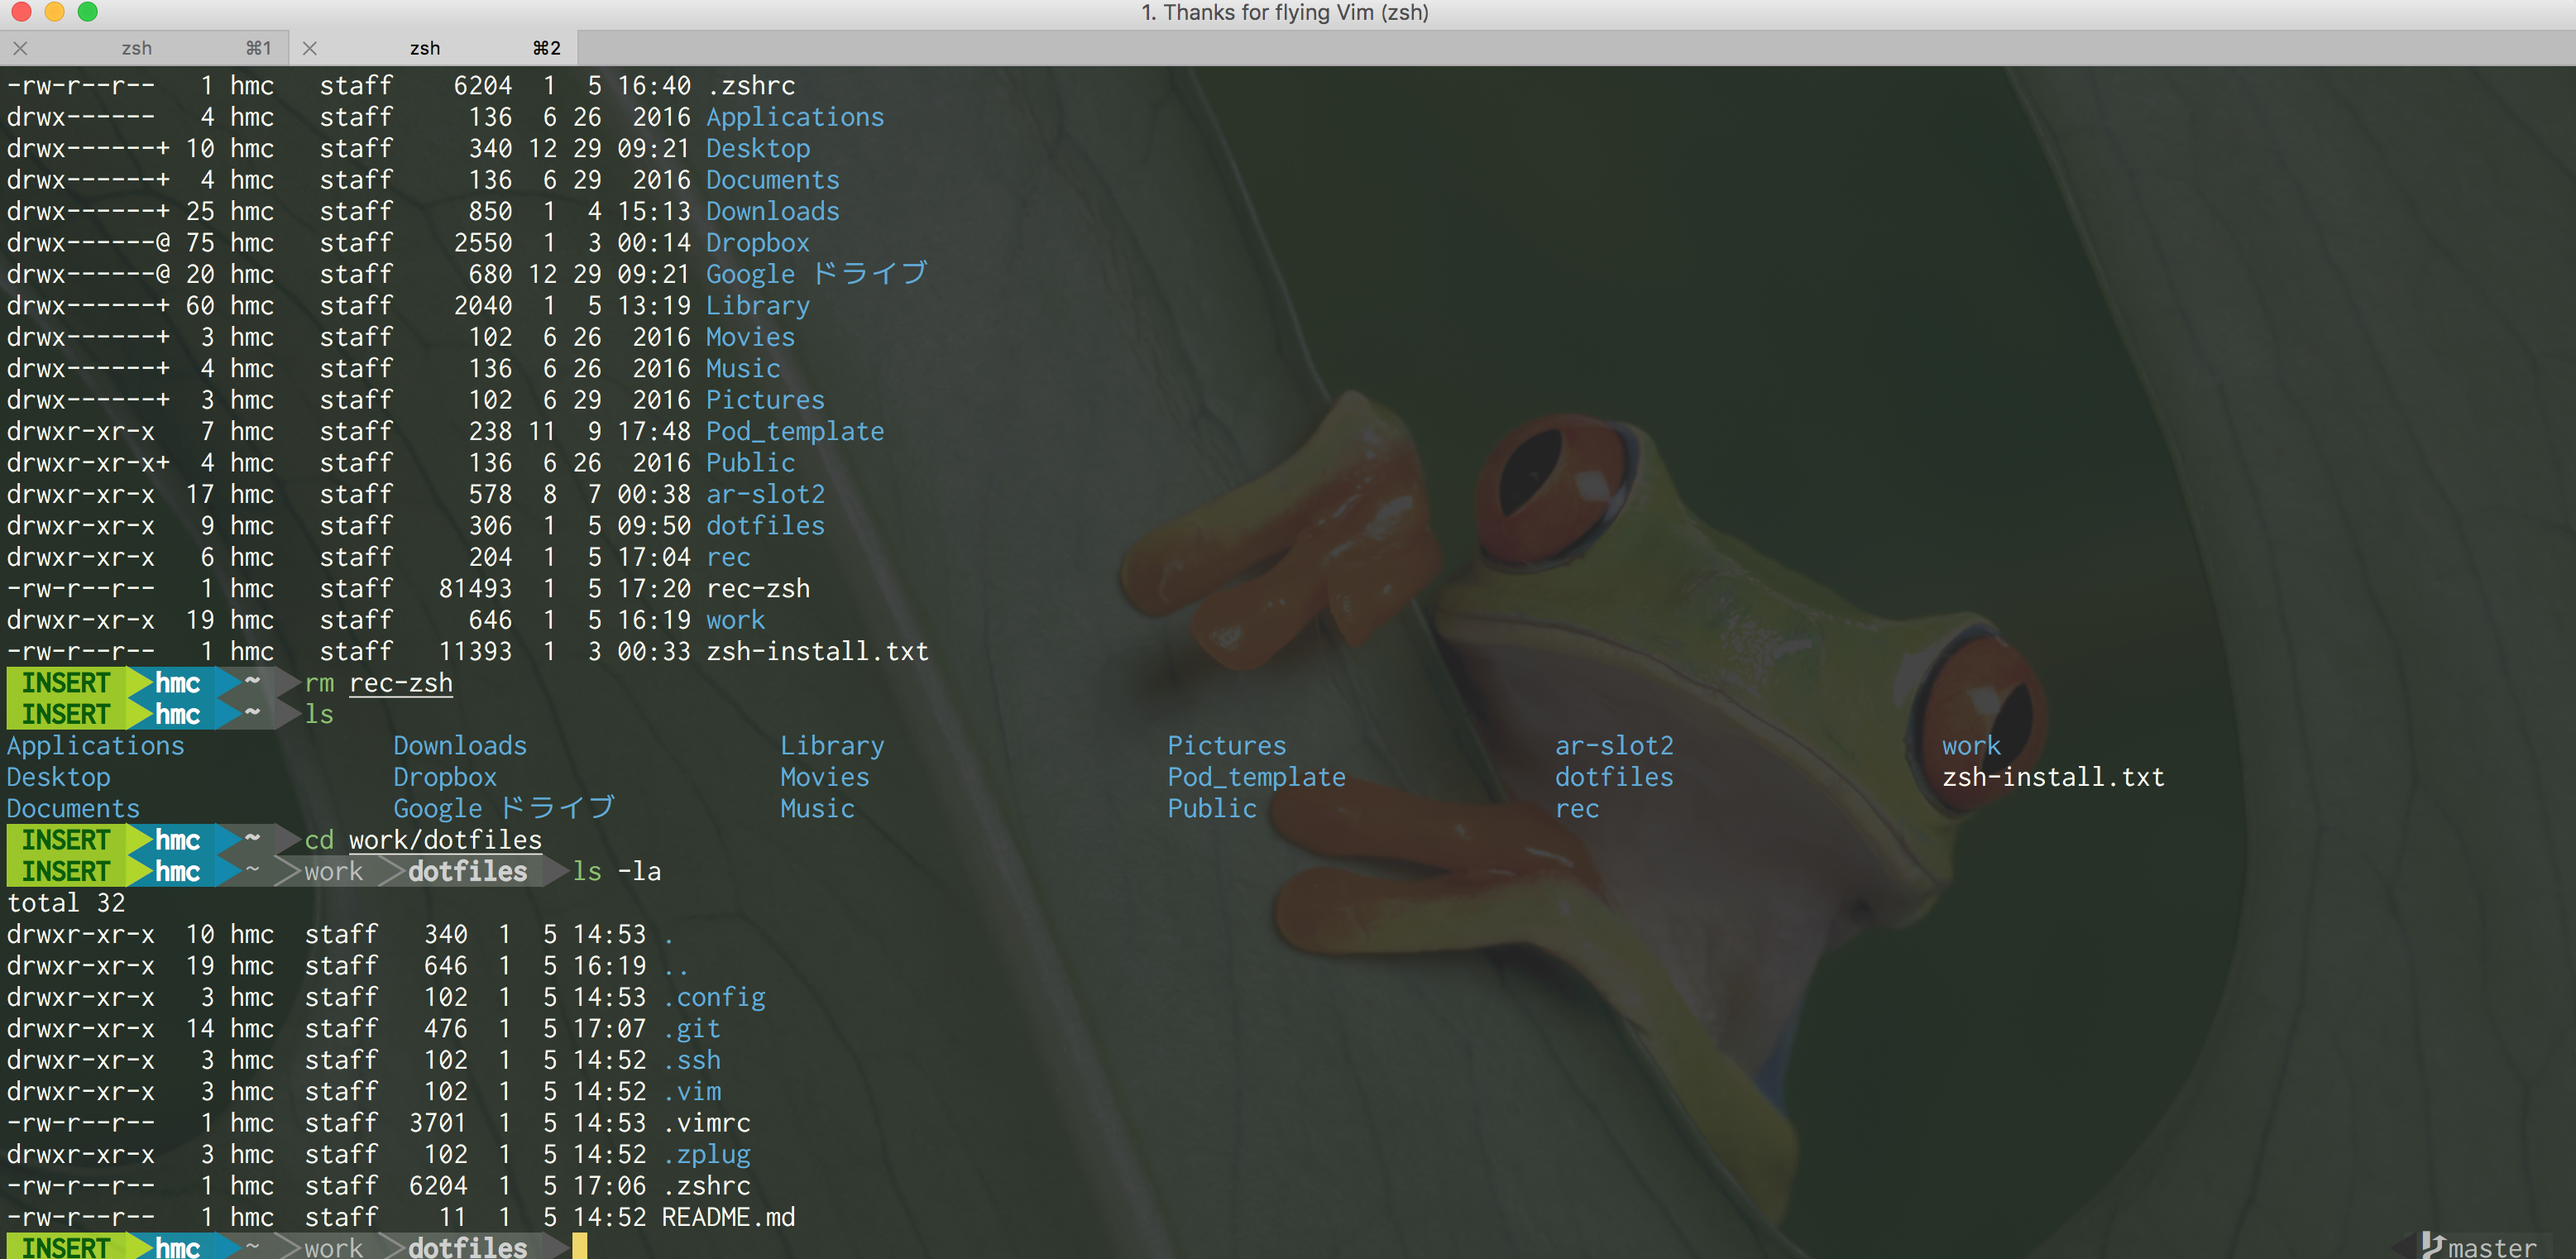 1. Thanks for flying Vim (zsh)
zsh ⌘1 zsh ⌘2
-rw-r--r-- 1 hmc staff 6204 1 5 16:40 .zshrc
drwx------ 4 hmc staff 136 6 26 2016 Applications
drwx------+ 10 hmc staff 340 12 29 09:21 Desktop
drwx------+ 4 hmc staff 136 6 29 2016 Documents
drwx------+ 25 hmc staff 850 1 4 15:13 Downloads
drwx------@ 75 hmc staff 2550 1 3 00:14 Dropbox
drwx------@ 20 hmc staff 680 12 29 09:21 Google ドライブ
drwx------+ 60 hmc staff 2040 1 5 13:19 Library
drwx------+ 3 hmc staff 102 6 26 2016 Movies
drwx------+ 4 hmc staff 136 6 26 2016 Music
drwx------+ 3 hmc staff 102 6 29 2016 Pictures
drwxr-xr-x 7 hmc staff 238 11 9 17:48 Pod_template
drwxr-xr-x+ 4 hmc staff 136 6 26 2016 Public
drwxr-xr-x 17 hmc staff 578 8 7 00:38 ar-slot2
drwxr-xr-x 9 hmc staff 306 1 5 09:50 dotfiles
drwxr-xr-x 6 hmc staff 204 1 5 17:04 rec
-rw-r--r-- 1 hmc staff 81493 1 5 17:20 rec-zsh
drwxr-xr-x 19 hmc staff 646 1 5 16:19 work
-rw-r--r-- 1 hmc staff 11393 1 3 00:33 zsh-install.txt
INSERT hmc ~ rm rec-zsh
INSERT hmc ~ ls
Applications Downloads Library Pictures ar-slot2 work
Desktop Dropbox Movies Pod_template dotfiles zsh-install.txt
Documents Google ドライブ Music Public rec
INSERT hmc ~ cd work/dotfiles
INSERT hmc ~ work dotfiles ls -la
total 32
drwxr-xr-x 10 hmc staff 340 1 5 14:53 .
drwxr-xr-x 19 hmc staff 646 1 5 16:19 ..
drwxr-xr-x 3 hmc staff 102 1 5 14:53 .config
drwxr-xr-x 14 hmc staff 476 1 5 17:07 .git
drwxr-xr-x 3 hmc staff 102 1 5 14:52 .ssh
drwxr-xr-x 3 hmc staff 102 1 5 14:52 .vim
-rw-r--r-- 1 hmc staff 3701 1 5 14:53 .vimrc
drwxr-xr-x 3 hmc staff 102 1 5 14:52 .zplug
-rw-r--r-- 1 hmc staff 6204 1 5 17:06 .zshrc
-rw-r--r-- 1 hmc staff 11 1 5 14:52 README.md
INSERT hmc ~ work dotfiles master